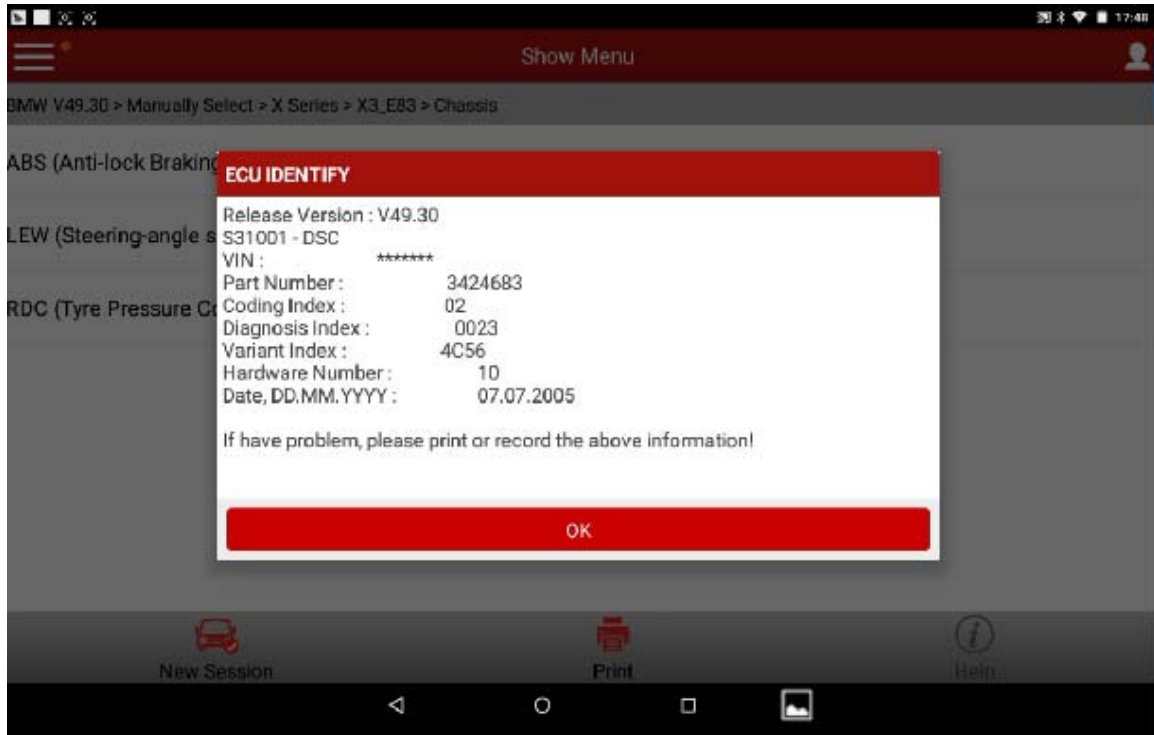 17:48
Show Menu
BMW V49.30 > Manually Select > X Series > X3_E83 > Chassis
ABS (Anti-lock Braking
LEW (Steering-angle s
RDC (Tyre Pressure Co
ECU IDENTIFY
Release Version : V49.30
S31001 - DSC
VIN : *******
Part Number : 3424683
Coding Index : 02
Diagnosis Index : 0023
Variant Index : 4C56
Hardware Number : 10
Date, DD.MM.YYYY : 07.07.2005
If have problem, please print or record the above information!
OK
New Session
Print
Help